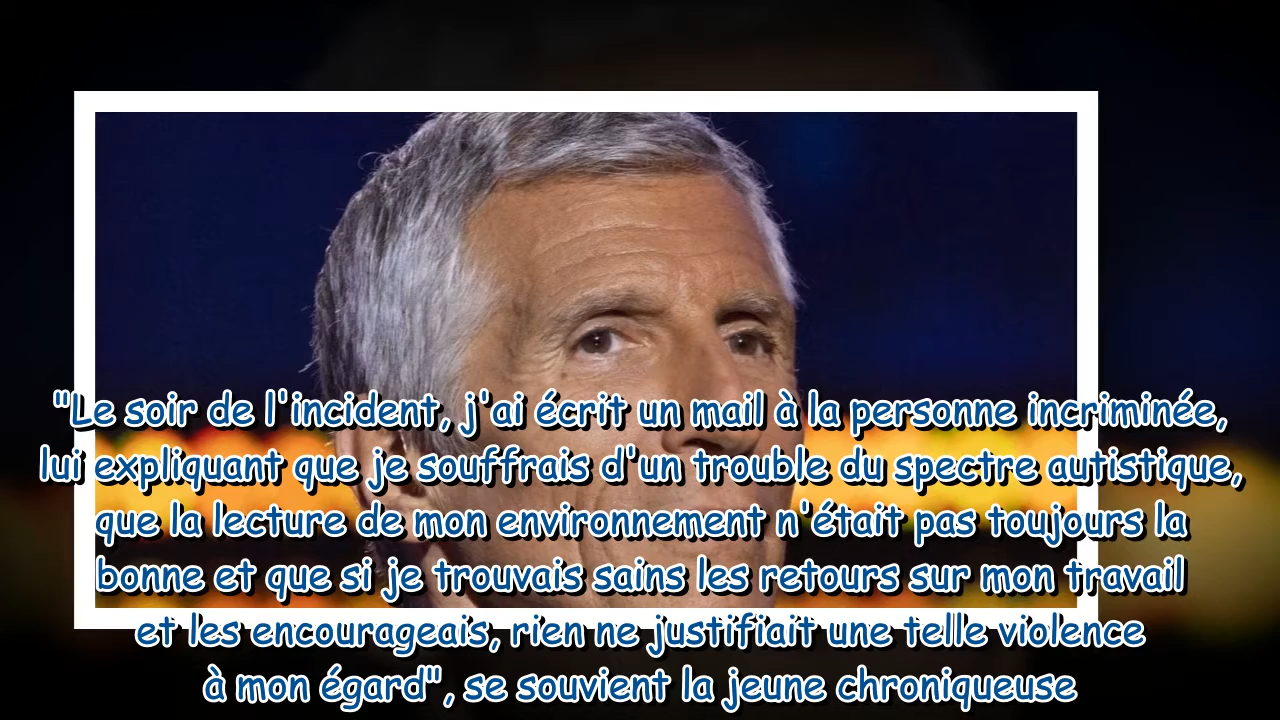 "Le soir de l'incident, j'ai écrit un mail à la personne incriminée,
lui expliquant que je souffrais d'un trouble du spectre autistique,
que la lecture de mon environnement n'était pas toujours la
bonne et que si je trouvais sains les retours sur mon travail
et les encourageais, rien ne justifiait une telle violence
à mon égard", se souvient la jeune chroniqueuse